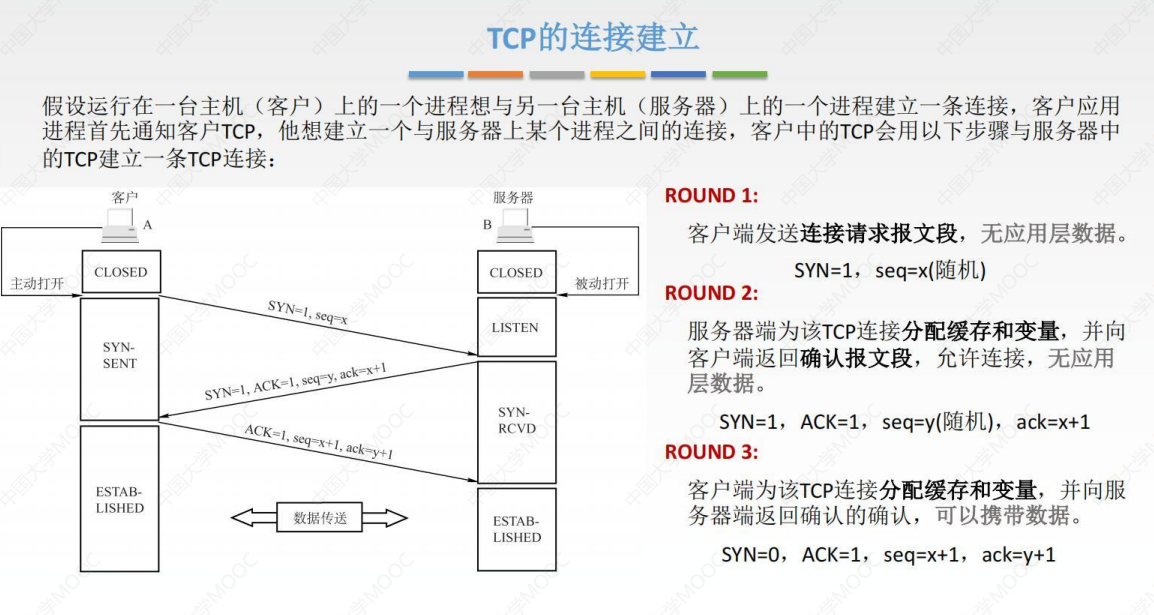 TCP的连接建立
假设运行在一台主机（客户）上的一个进程想与另一台主机（服务器）上的一个进程建立一条连接，客户应用
进程首先通知客户TCP，他想建立一个与服务器上某个进程之间的连接，客户中的TCP会用以下步骤与服务器中
的TCP建立一条TCP连接：
客户
A
服务器
B
主动打开
CLOSED
CLOSED
被动打开
SYN=1, seq=x
LISTEN
SYN-
SENT
SYN=1, ACK=1, seq=y, ack=x+1
SYN-
RCVD
ACK=1, seq=x+1, ack=y+1
ESTAB-
LISHED
数据传送
ESTAB-
LISHED
ROUND 1:
客户端发送连接请求报文段，无应用层数据。
SYN=1，seq=x(随机)
ROUND 2:
服务器端为该TCP连接分配缓存和变量，并向
客户端返回确认报文段，允许连接，无应用
层数据。
SYN=1，ACK=1，seq=y(随机)，ack=x+1
ROUND 3:
客户端为该TCP连接分配缓存和变量，并向服
务器端返回确认的确认，可以携带数据。
SYN=0，ACK=1，seq=x+1，ack=y+1
中国大学MOOC